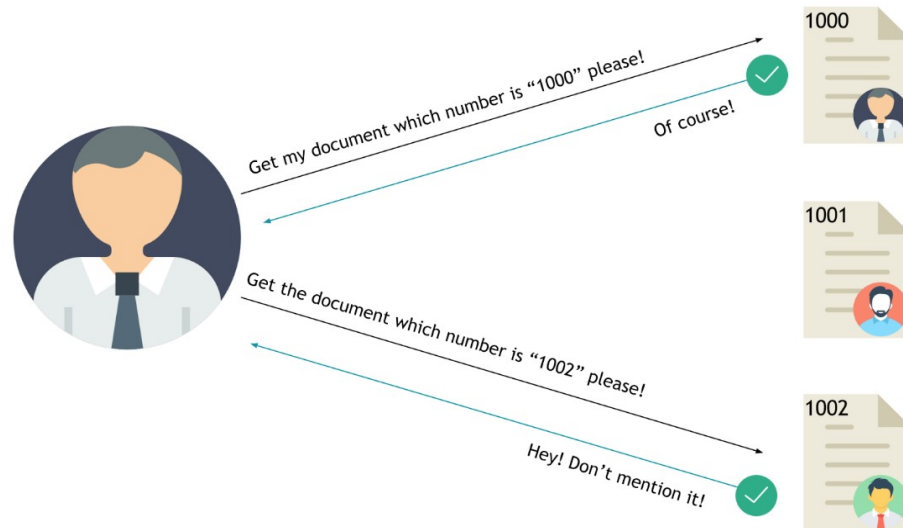 1000
Get my document which number is “1000” please!
Of course!
1001
Get the document which number is “1002” please!
1002
Hey! Don’t mention it!